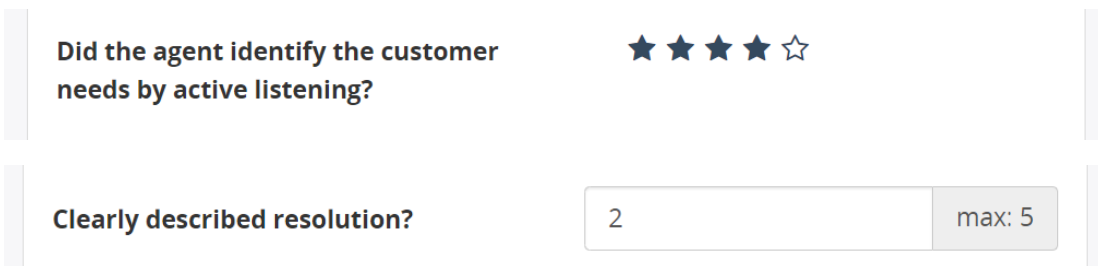 Did the agent identify the customer
needs by active listening?
Clearly described resolution?
2
max: 5